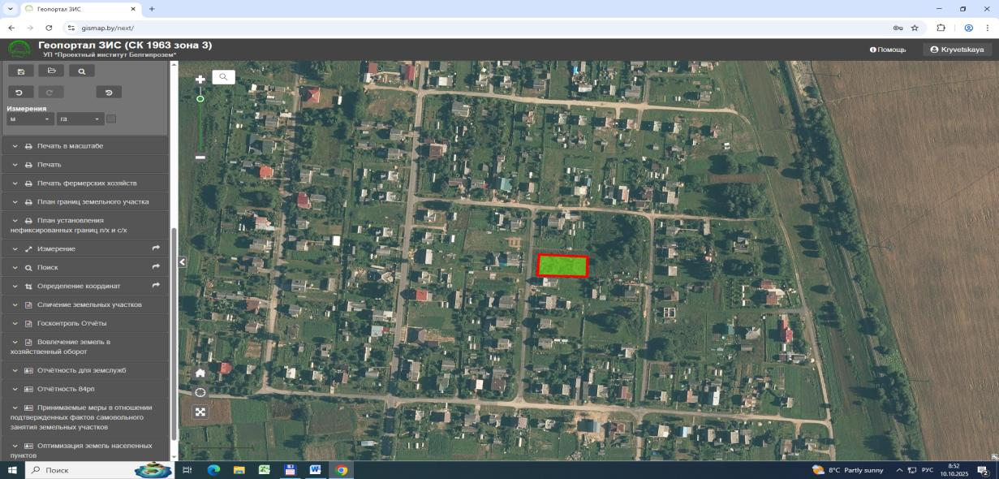 Геопортал ЗИС
gismap.by/next/
Геопортал ЗИС (СК 1963 зона 3)
УП "Проектный институт Белгипрозем"
Помощь
Kryvetskaya
Измерения
м
га
Печать в масштабе
Печать
Печать фермерских хозяйств
План границ земельного участка
План установления
нефиксированных границ л/х и с/х
Измерение
Поиск
Определение координат
Сличение земельных участков
Госконтроль Отчёты
Вовлечение земель в
хозяйственный оборот
Отчётность для землслужб
Отчётность 84рп
Принимаемые меры в отношении
подтвержденных фактов самовольного
занятия земельных участков
Оптимизация земель населенных
пунктов
Поиск
8°C Partly sunny
РУС
8:52
10.10.2025
2